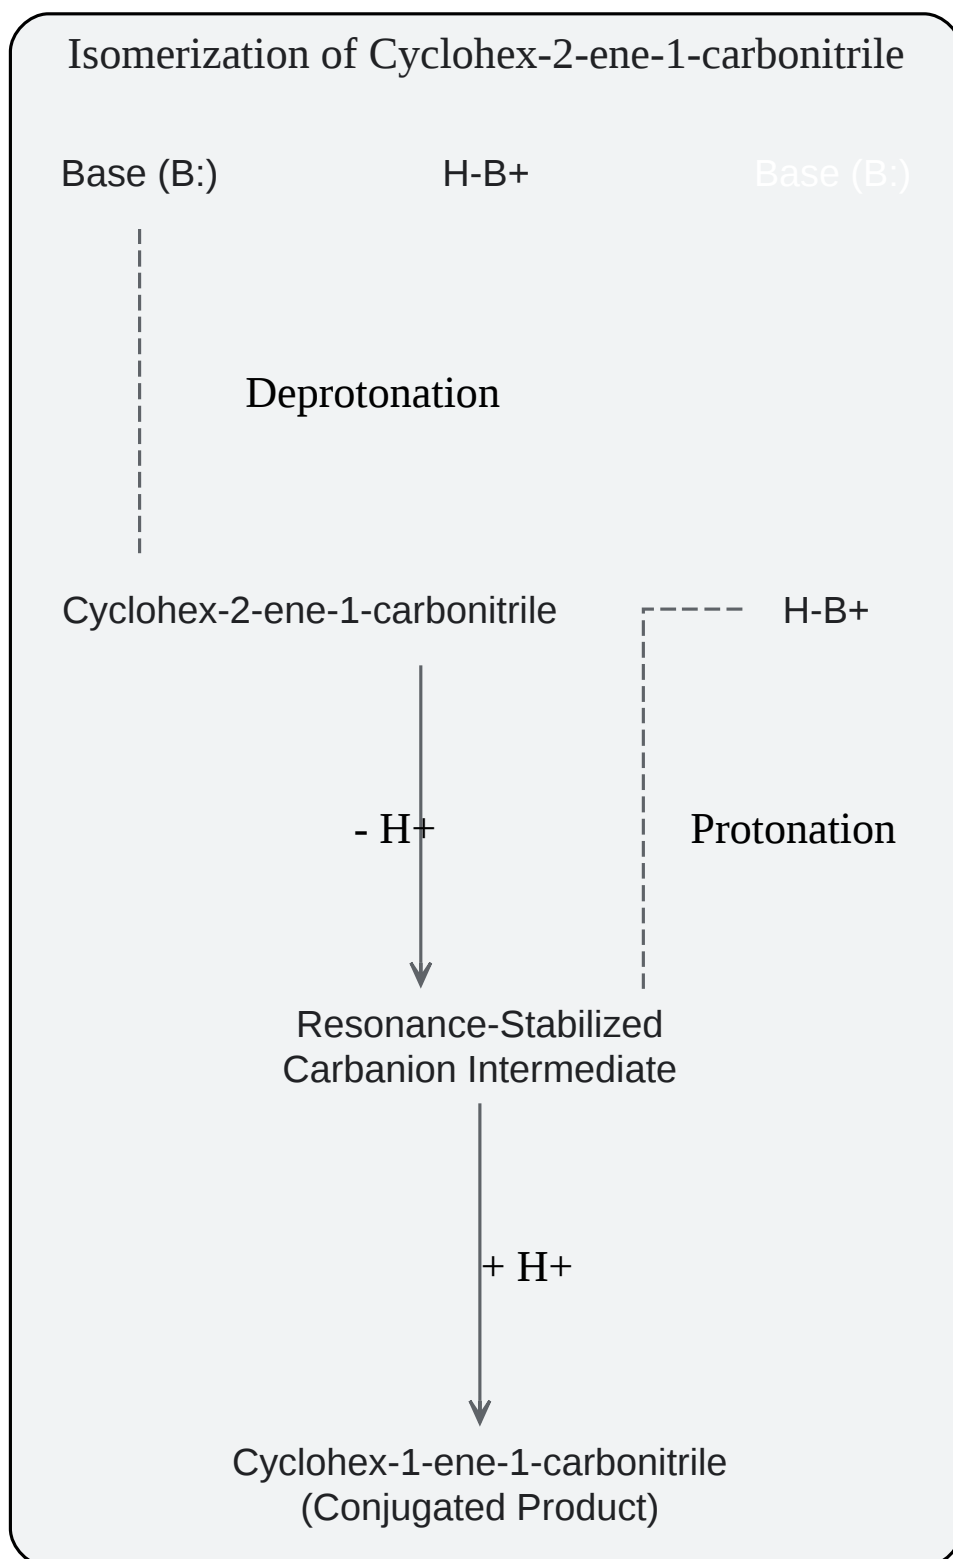 Isomerization of Cyclohex-2-ene-1-carbonitrile
Base (B:)
H-B+
Base (B:)
Deprotonation
Cyclohex-2-ene-1-carbonitrile
H-B+
- H+
Protonation
Resonance-Stabilized
Carbanion Intermediate
+ H+
Cyclohex-1-ene-1-carbonitrile
(Conjugated Product)